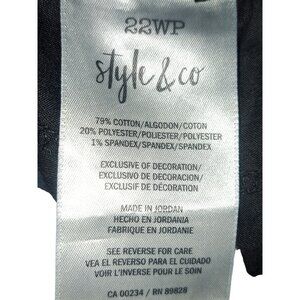 22WP
style & co
79% COTTON/ALGODON/COTON
20% POLYESTER/POLIESTER/POLYESTER
1% SPANDEX/SPANDEX/SPANDEX
EXCLUSIVE OF DECORATION/
EXCLUSIVO DE DECORACION/
EXCLUSIF DE DÉCORATION
MADE IN JORDAN
HECHO EN JORDANIA
FABRIQUE EN JORDANIE
SEE REVERSE FOR CARE
VEA EL REVERSO PARA EL CUIDADO
VOIR L'INVERSE POUR LE SOIN
CA 00234 / RN 89828